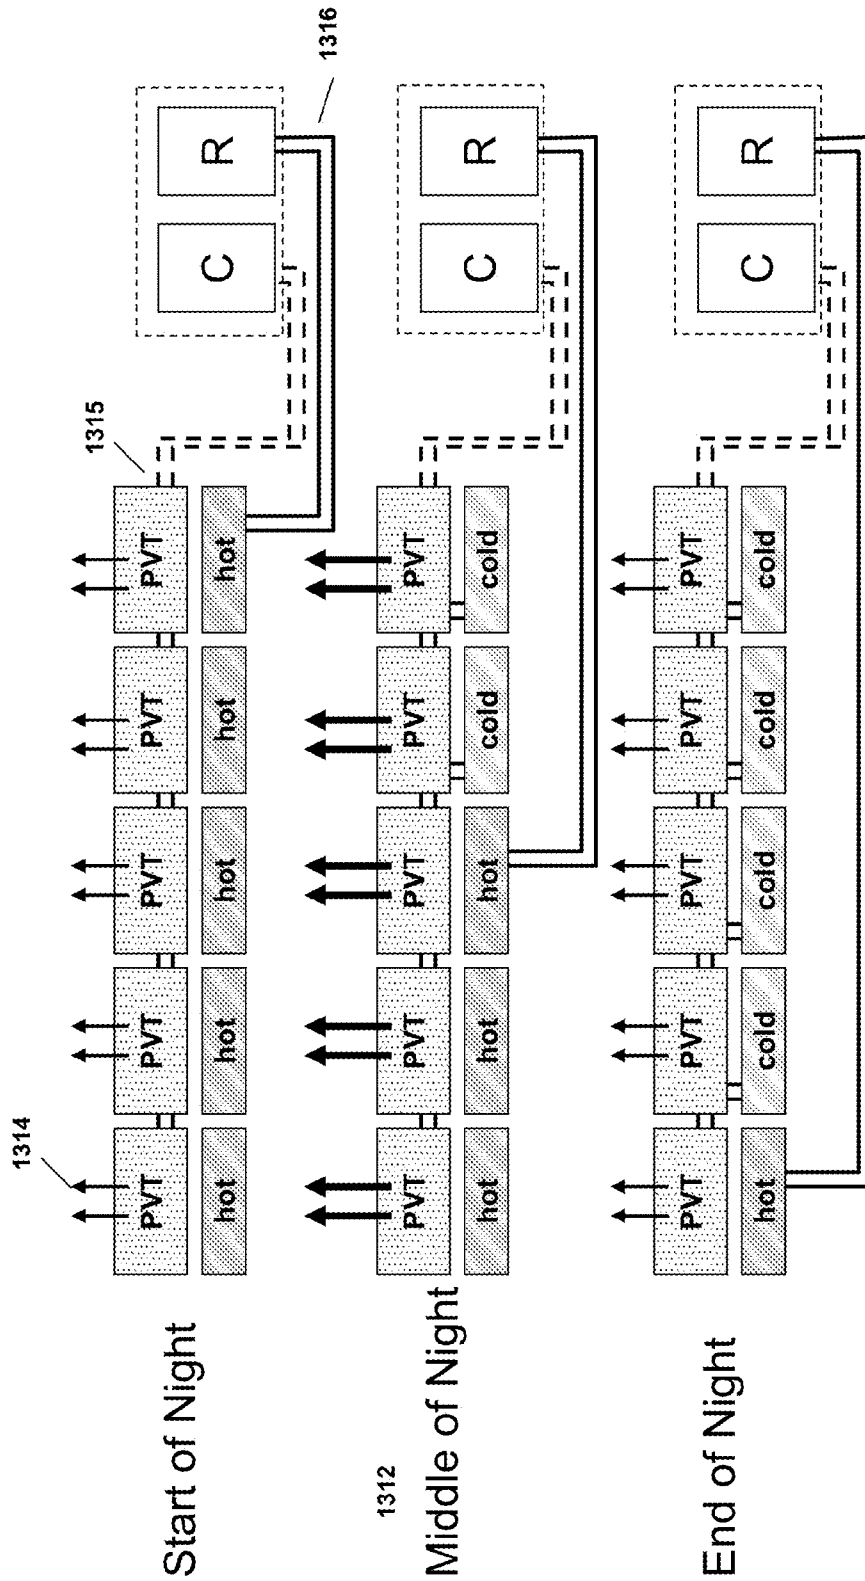 Start of Night
1314
1315
1316
PVT PVT PVT PVT PVT
hot hot hot hot hot
C R
1312
Middle of Night
PVT PVT PVT PVT PVT
hot hot hot cold cold
C R
End of Night
PVT PVT PVT PVT PVT
hot cold cold cold cold
C R